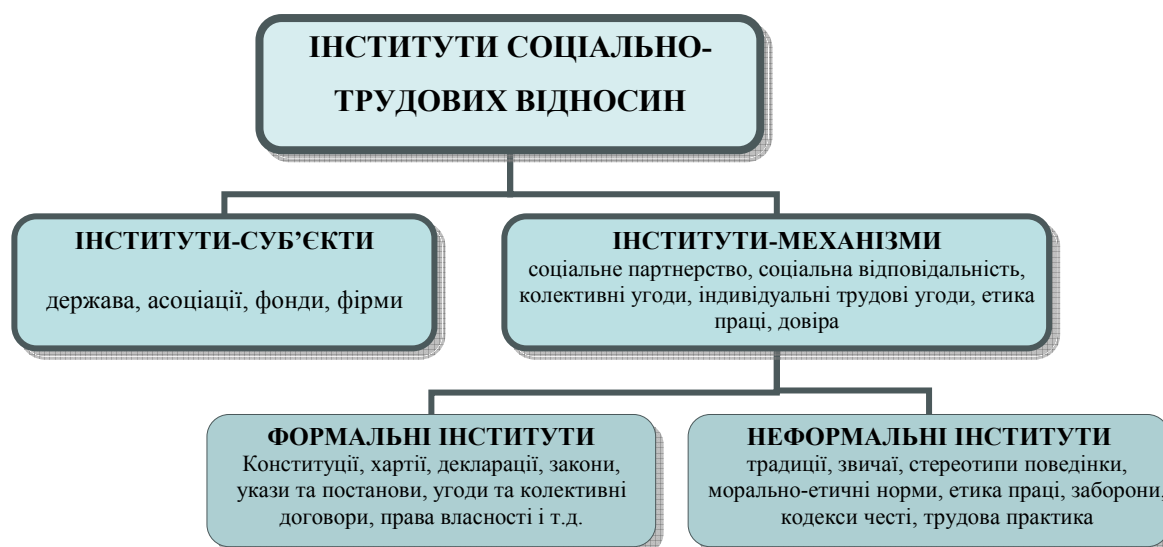 ІНСТИТУТИ СОЦІАЛЬНО-
ТРУДОВИХ ВІДНОСИН
ІНСТИТУТИ-СУБ’ЄКТИ
держава, асоціації, фонди, фірми
ІНСТИТУТИ-МЕХАНІЗМИ
соціальне партнерство, соціальна відповідальність,
колективні угоди, індивідуальні трудові угоди, етика
праці, довіра
ФОРМАЛЬНІ ІНСТИТУТИ
Конституції, хартії, декларації, закони,
укази та постанови, угоди та колективні
договори, права власності і т.д.
НЕФОРМАЛЬНІ ІНСТИТУТИ
традиції, звичаї, стереотипи поведінки,
морально-етичні норми, етика праці, заборони,
кодекси честі, трудова практика